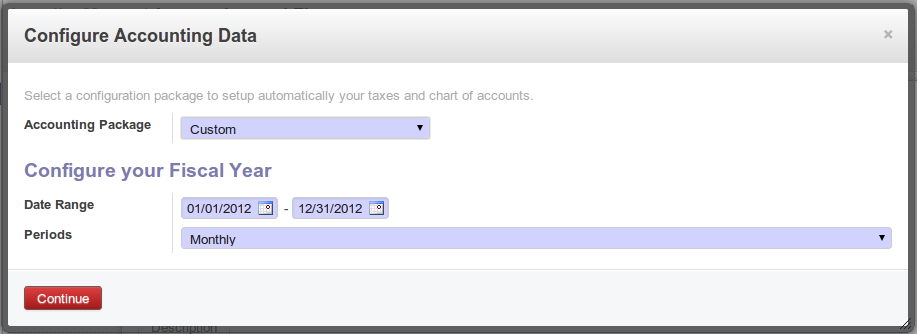 Configure Accounting Data
×
Select a configuration package to setup automatically your taxes and chart of accounts.
Accounting Package Custom
Configure your Fiscal Year
Date Range 01/01/2012 - 12/31/2012
Periods Monthly
Continue
Description